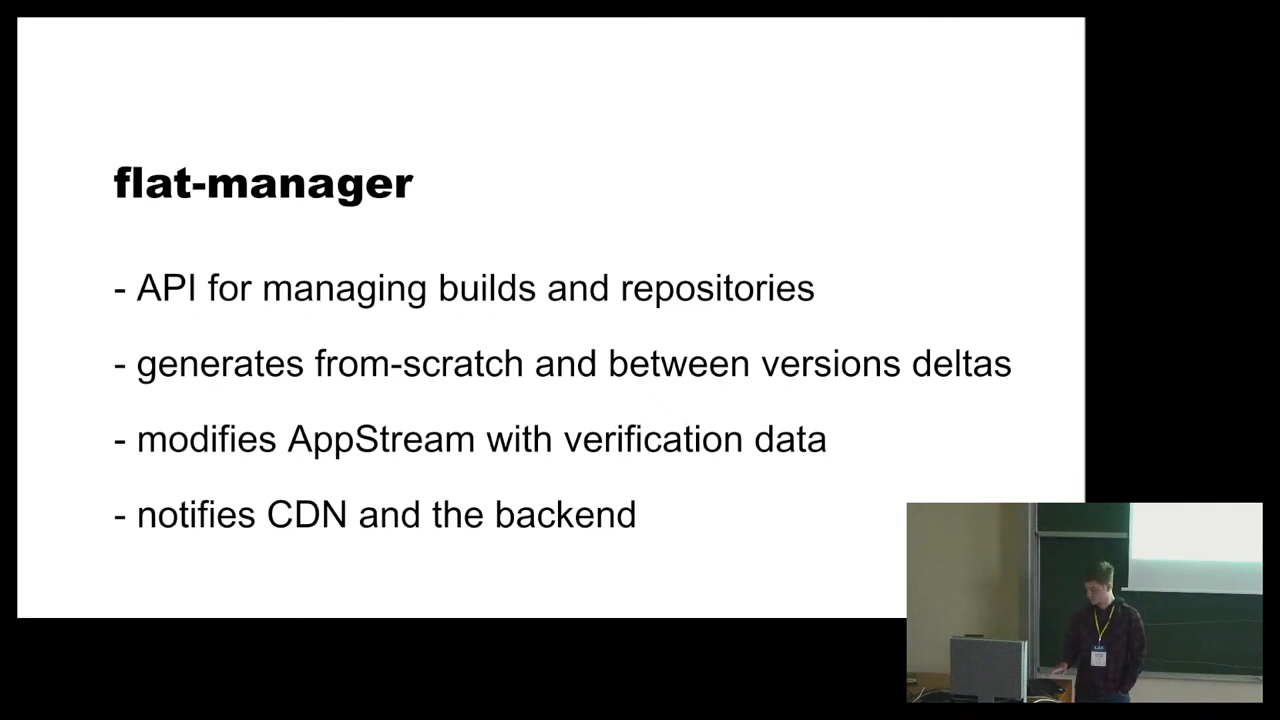 flat-manager
- API for managing builds and repositories
- generates from-scratch and between versions deltas
- modifies AppStream with verification data
- notifies CDN and the backend